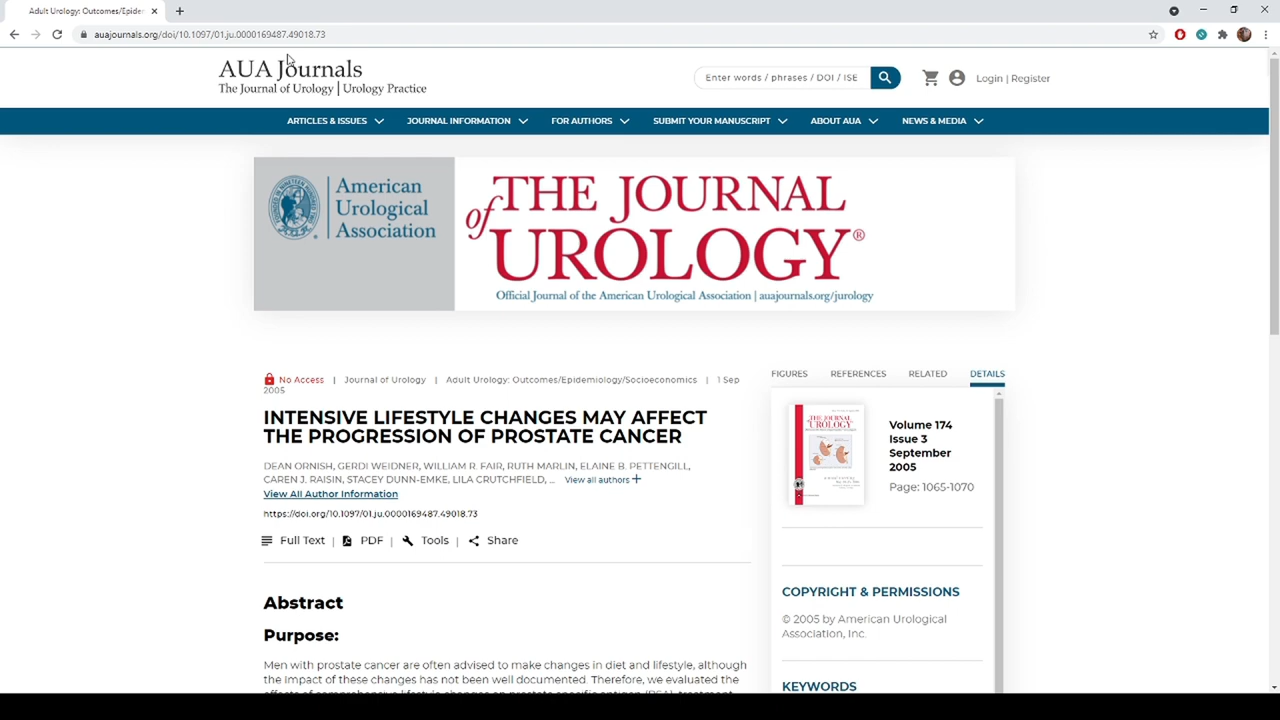 Adult Urology: Outcomes/Epider
auajournals.org/doi/10.1097/01.ju.0000169487.49018.73
AUA Journals
The Journal of Urology | Urology Practice
Enter words / phrases / DOI / ISE
Login | Register
ARTICLES & ISSUES
JOURNAL INFORMATION
FOR AUTHORS
SUBMIT YOUR MANUSCRIPT
ABOUT AUA
NEWS & MEDIA
American
Urological
Association
THE JOURNAL
of UROLOGY®
Official Journal of the American Urological Association | auajournals.org/jurology
No Access | Journal of Urology | Adult Urology: Outcomes/Epidemiology/Socioeconomics | 1 Sep
2005
INTENSIVE LIFESTYLE CHANGES MAY AFFECT
THE PROGRESSION OF PROSTATE CANCER
DEAN ORNISH, GERDI WEIDNER, WILLIAM R. FAIR, RUTH MARLIN, ELAINE B. PETTENGILL,
CAREN J. RAISIN, STACEY DUNN-EMKE, LILA CRUTCHFIELD, ... View all authors +
View All Author Information
https://doi.org/10.1097/01.ju.0000169487.49018.73
Full Text | PDF | Tools | Share
Abstract
Purpose:
Men with prostate cancer are often advised to make changes in diet and lifestyle, although
the impact of these changes has not been well documented. Therefore, we evaluated the
FIGURES
REFERENCES
RELATED
DETAILS
THE JOURNAL
of UROLOGY
Volume 174
Issue 3
September
2005
Page: 1065-1070
COPYRIGHT & PERMISSIONS
© 2005 by American Urological
Association, Inc.
KEYWORDS